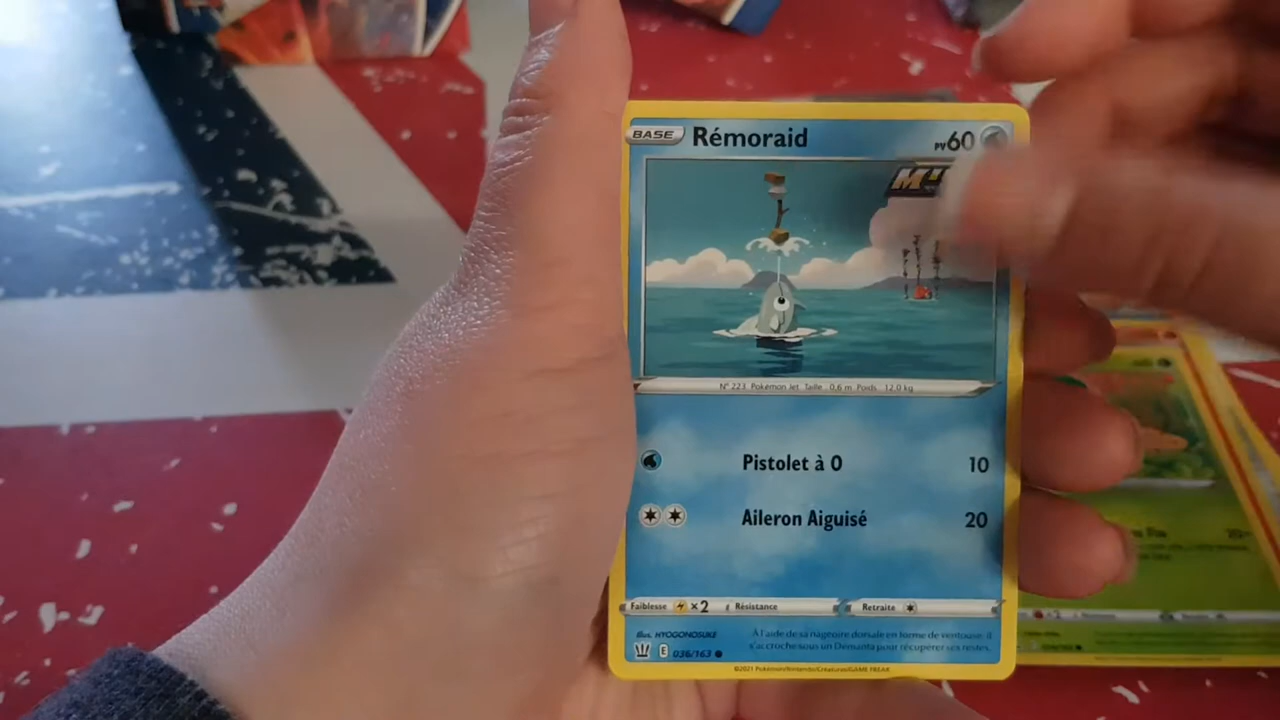 BASE Rémoraid PV60
N° 223 Pokémon Jet Taille : 0,6 m Poids : 12,0 kg
Pistolet à O 10
Aileron Aiguisé 20
Faiblesse ×2 Résistance Retraite
Illus. HYOGONOSUKE
À l'aide de sa nageoire dorsale en forme de ventouse, il
E 036/163
s'accroche sous un Démanta pour récupérer ses restes.
©2021 Pokémon/Nintendo/Creatures/GAME FREAK